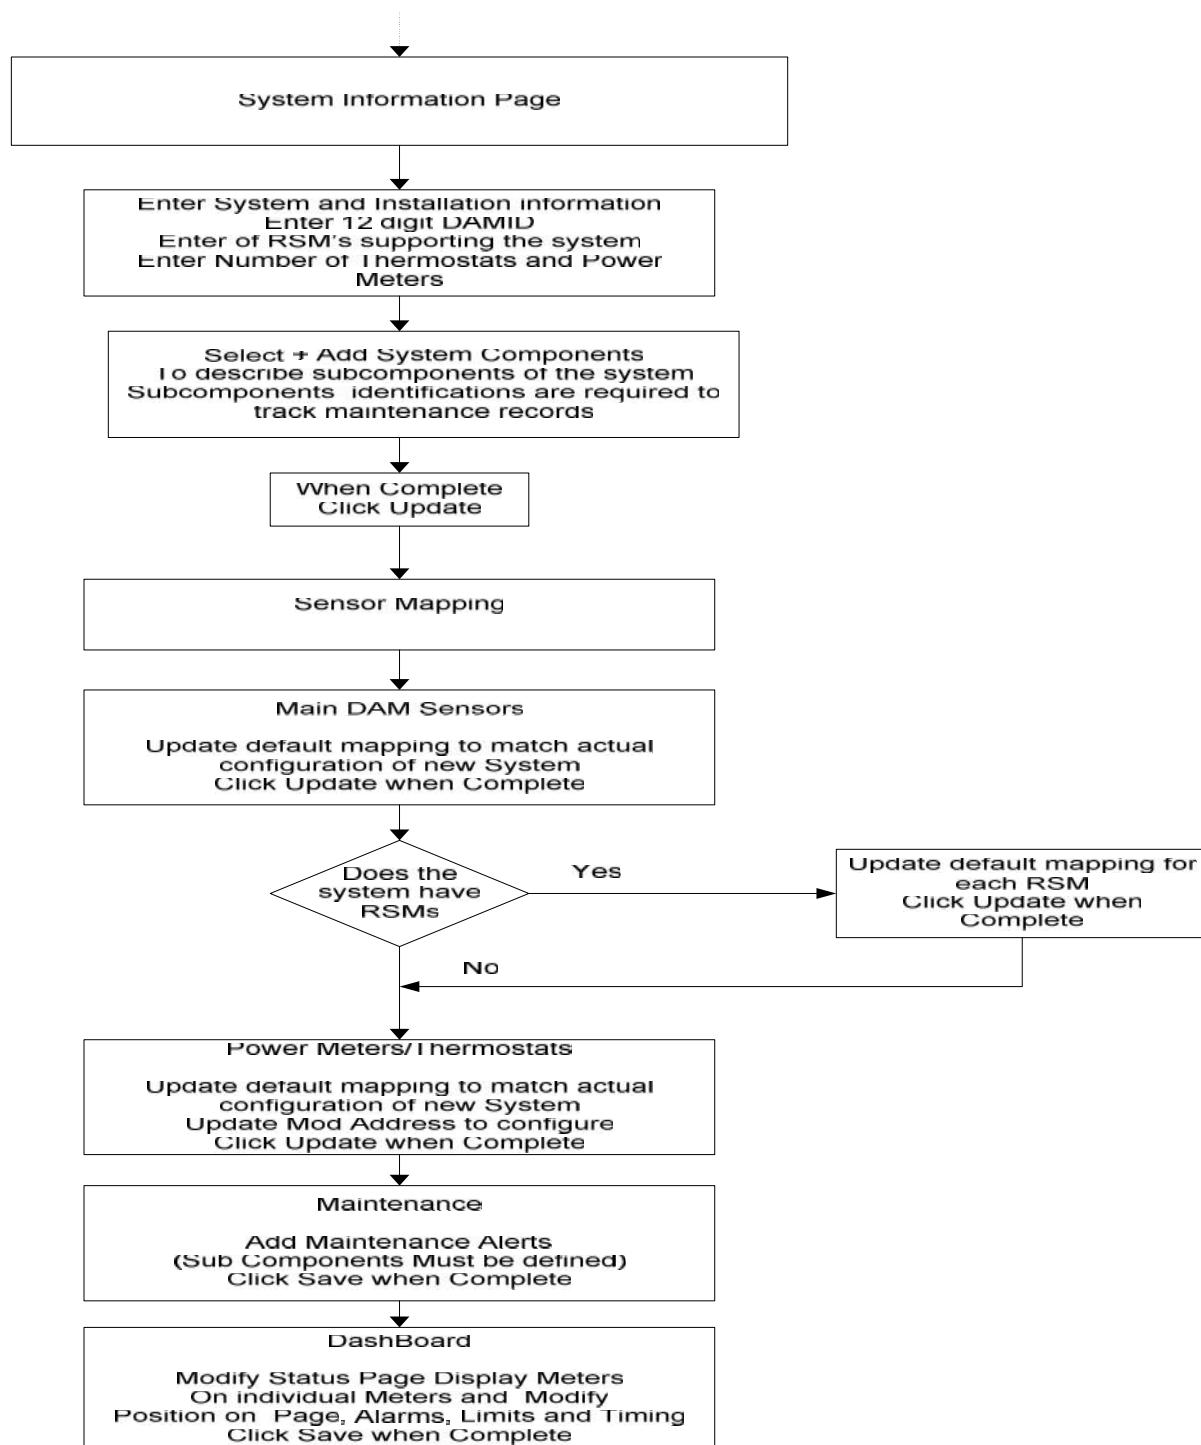 System Information Page
Enter System and Installation information
Enter 12 digit DAMID
Enter of RSM's supporting the system
Enter Number of Thermostats and Power
Meters
Select + Add System Components
To describe subcomponents of the system
Subcomponents identifications are required to
track maintenance records
When Complete
Click Update
Sensor Mapping
Main DAM Sensors
Update default mapping to match actual
configuration of new System
Click Update when Complete
Does the
system have
RSMs
Yes
Update default mapping for
each RSM
Click Update when
Complete
No
Power Meters/Thermostats
Update default mapping to match actual
configuration of new System
Update Mod Address to configure
Click Update when Complete
Maintenance
Add Maintenance Alerts
(Sub Components Must be defined)
Click Save when Complete
DashBoard
Modify Status Page Display Meters
On individual Meters and Modify
Position on Page, Alarms, Limits and Timing
Click Save when Complete